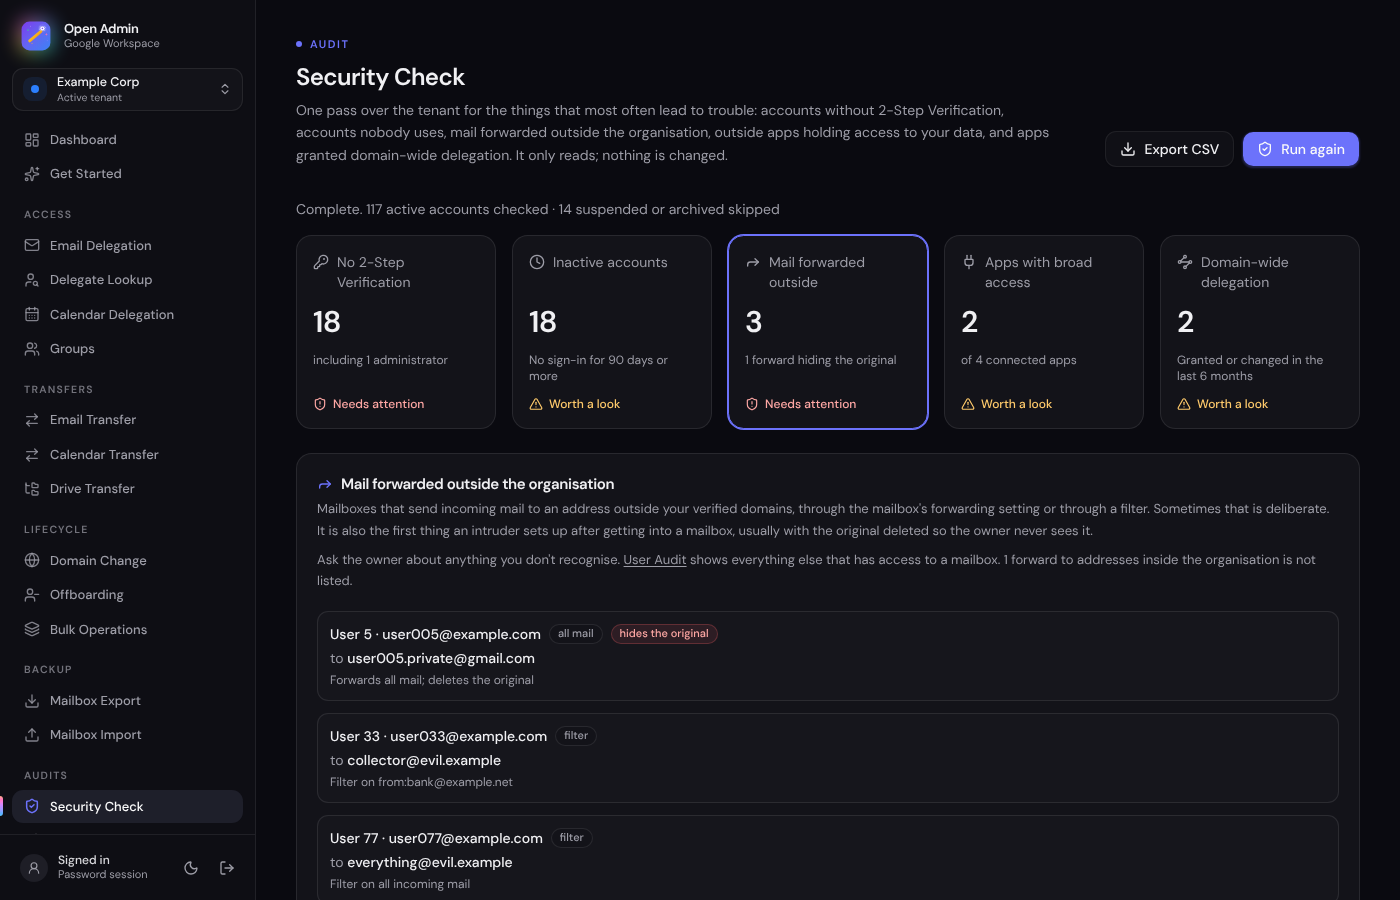 Open Admin
Google Workspace
Example Corp
Active tenant
Dashboard
Get Started
ACCESS
Email Delegation
Delegate Lookup
Calendar Delegation
Groups
TRANSFERS
Email Transfer
Calendar Transfer
Drive Transfer
LIFECYCLE
Domain Change
Offboarding
Bulk Operations
BACKUP
Mailbox Export
Mailbox Import
AUDITS
Security Check
Signed in
Password session
AUDIT
Security Check
One pass over the tenant for the things that most often lead to trouble: accounts without 2-Step Verification,
accounts nobody uses, mail forwarded outside the organisation, outside apps holding access to your data, and apps
granted domain-wide delegation. It only reads; nothing is changed.
Export CSV
Run again
Complete. 117 active accounts checked · 14 suspended or archived skipped
No 2-Step
Verification
18
including 1 administrator
Needs attention
Inactive accounts
18
No sign-in for 90 days or
more
Worth a look
Mail forwarded
outside
3
1 forward hiding the original
Needs attention
Apps with broad
access
2
of 4 connected apps
Worth a look
Domain-wide
delegation
2
Granted or changed in the
last 6 months
Worth a look
Mail forwarded outside the organisation
Mailboxes that send incoming mail to an address outside your verified domains, through the mailbox's forwarding setting or through a filter. Sometimes that is deliberate.
It is also the first thing an intruder sets up after getting into a mailbox, usually with the original deleted so the owner never sees it.
Ask the owner about anything you don't recognise. User Audit shows everything else that has access to a mailbox. 1 forward to addresses inside the organisation is not
listed.
User 5 · user005@example.com all mail hides the original
to user005.private@gmail.com
Forwards all mail; deletes the original
User 33 · user033@example.com filter
to collector@evil.example
Filter on from:bank@example.net
User 77 · user077@example.com filter
to everything@evil.example
Filter on all incoming mail